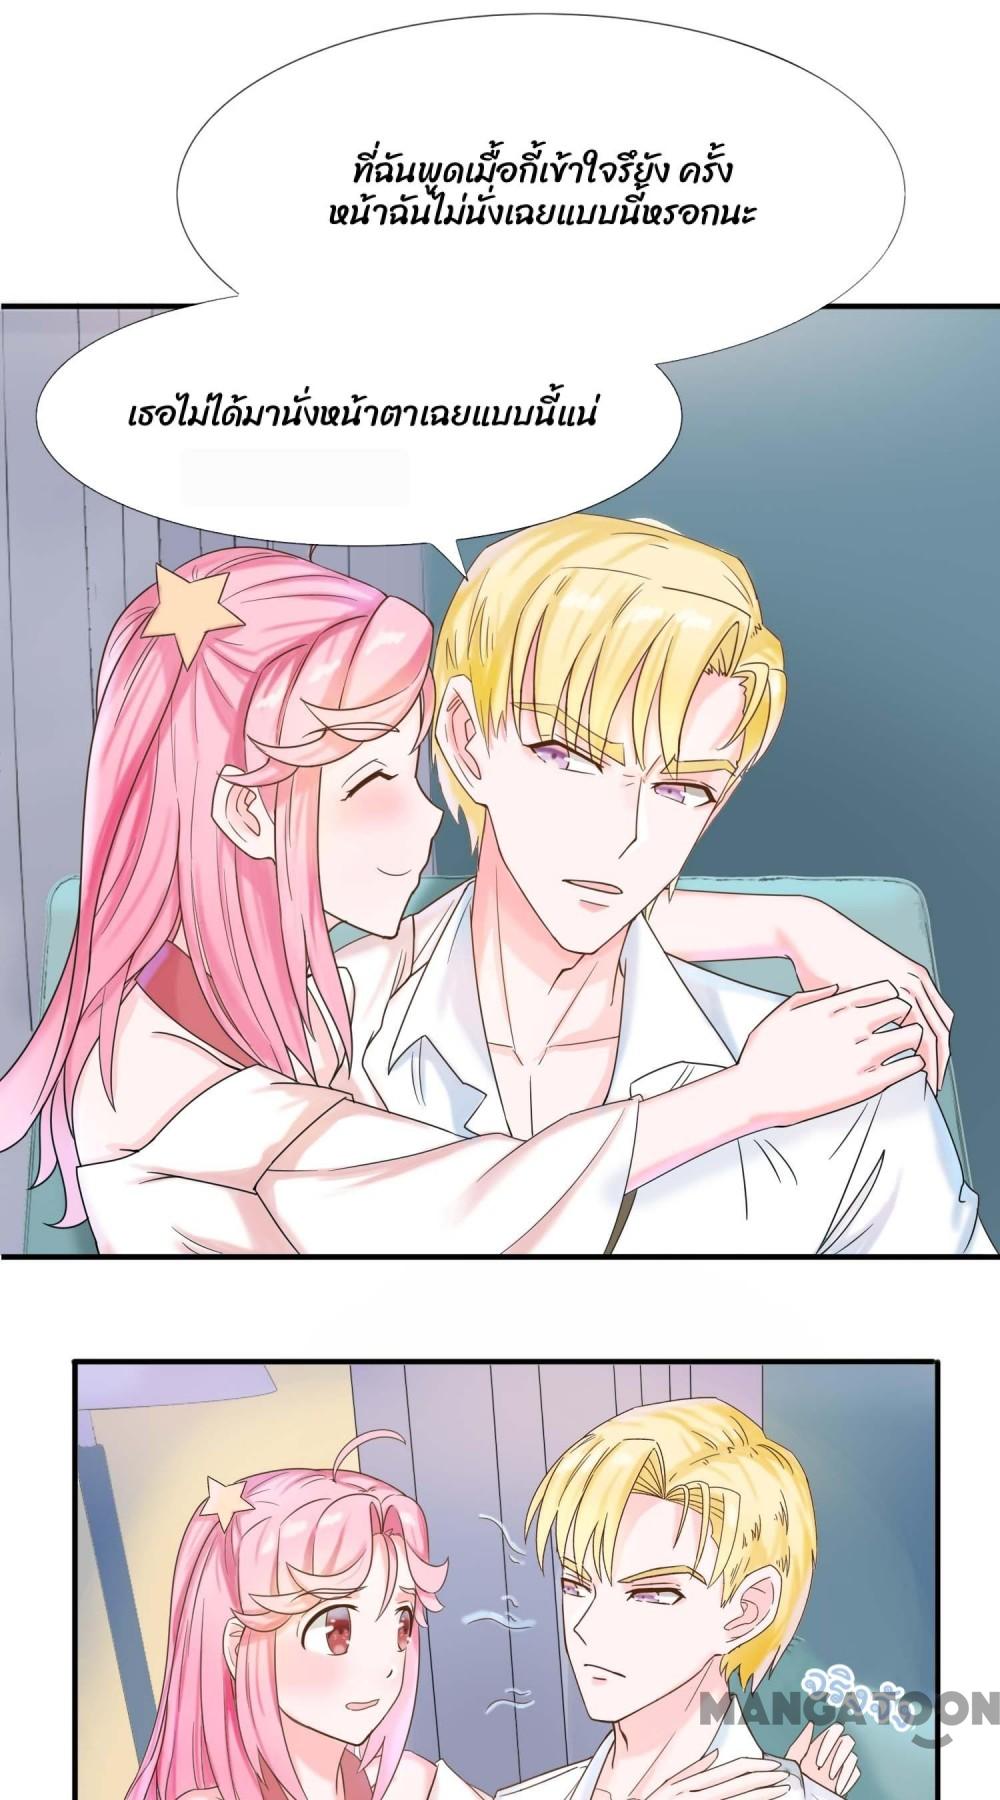 ที่ฉันพูดเมื่อกี้เข้าใจรึยัง ครั้ง
หน้าฉันไม่นั่งเฉยแบบนี้หรอกนะ
เธอไม่ได้มานั่งหน้าตาเฉยแบบนี้แน่
จริงจัง
MANGATOON